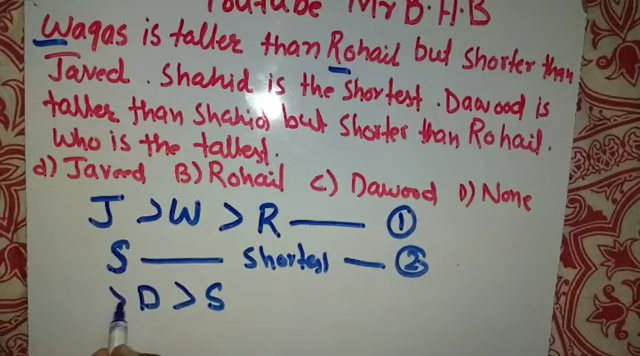 Youtube Mr B.H.B
Waqas is taller than Rohail but shorter than
Javed. Shahid is the shortest. Dawood is
taller than Shahid but shorter than Rohail.
Who is the tallest.
a) Javeed B) Rohail C) Dawood D) None
J > W > R —— ①
S —— Shortest — ②
> D > S